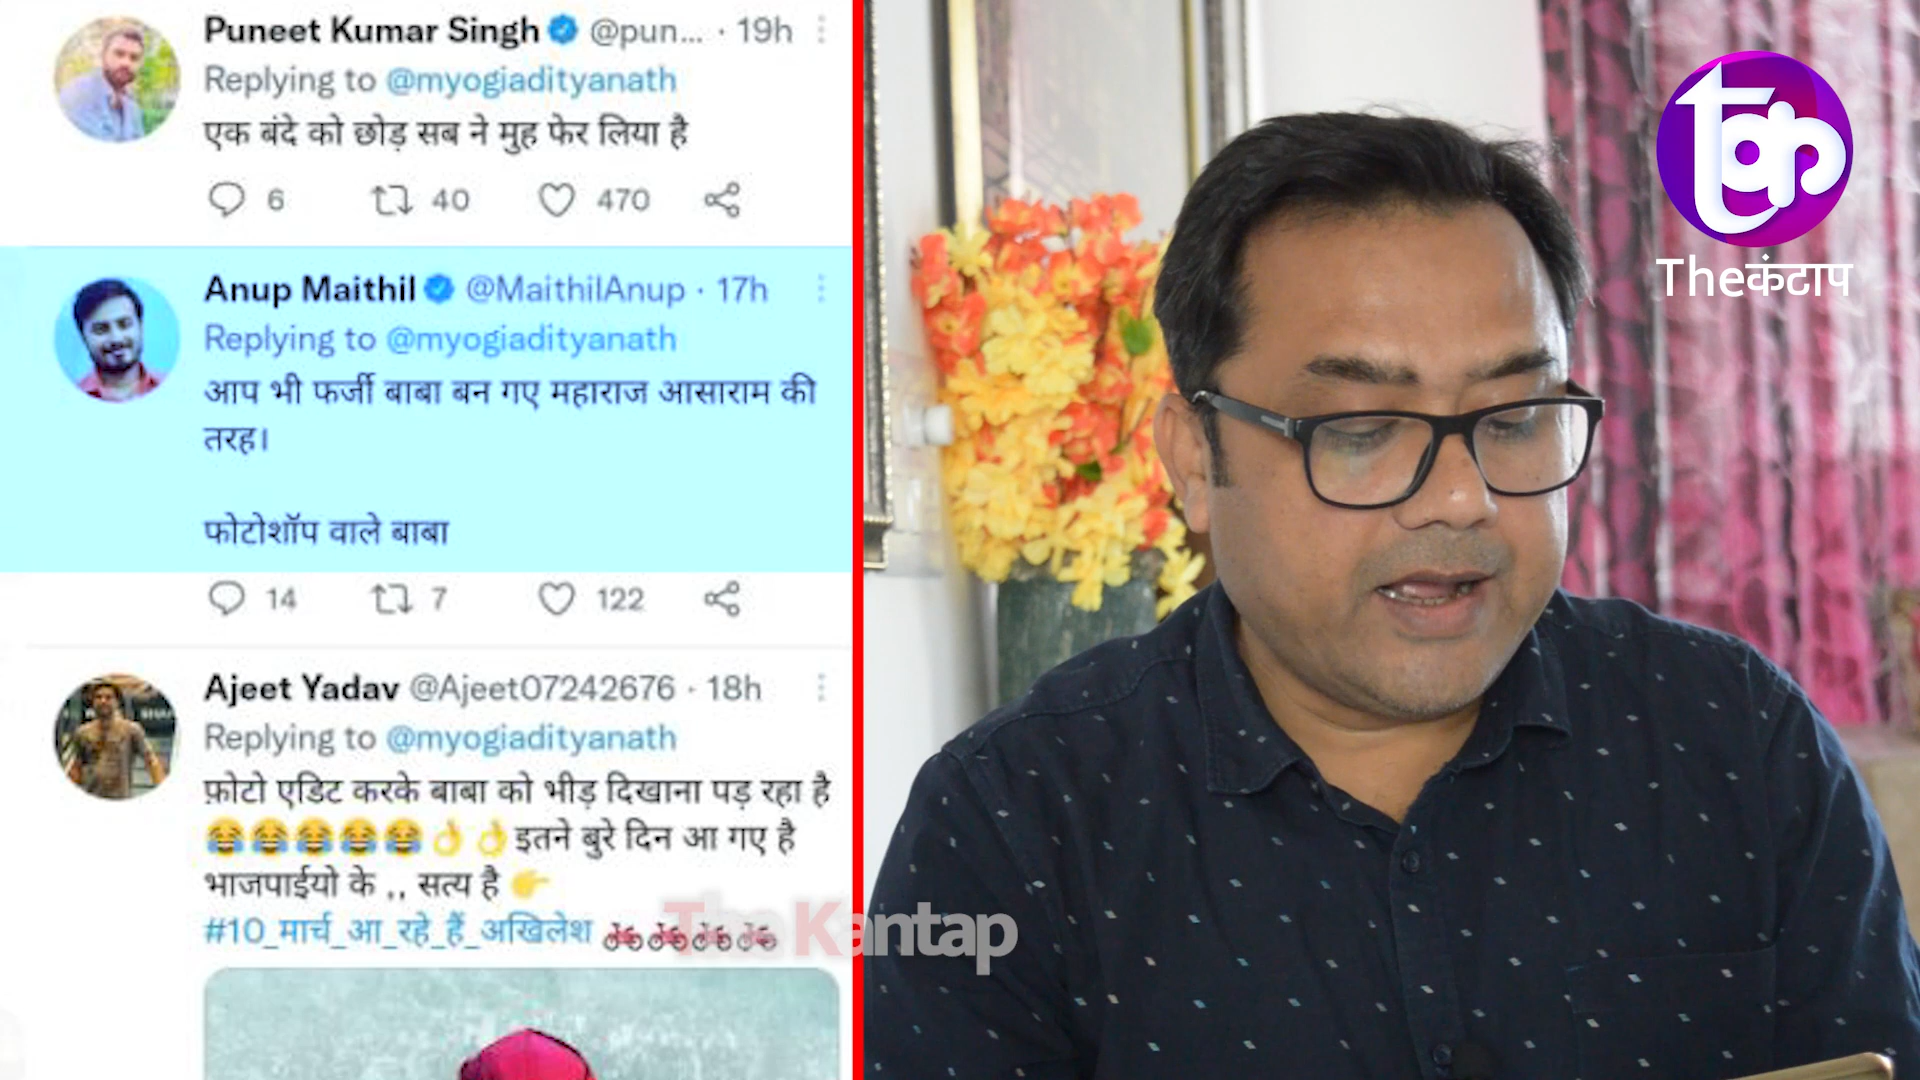 Puneet Kumar Singh @pun... · 19h
Replying to @myogiadityanath
एक बंदे को छोड़ सब ने मुह फेर लिया है
6 40 470
Anup Maithil @MaithilAnup · 17h
Replying to @myogiadityanath
आप भी फर्जी बाबा बन गए महाराज आसाराम की
तरह।
फोटोशॉप वाले बाबा
14 7 122
Ajeet Yadav @Ajeet07242676 · 18h
Replying to @myogiadityanath
फ़ोटो एडिट करके बाबा को भीड़ दिखाना पड़ रहा है
😂😂😂😂😂👌👌इतने बुरे दिन आ गए है
भाजपाईयो के ,, सत्य है 👉
#10_मार्च_आ_रहे_हैं_अखिलेश 🚲🚲🚲🚲
The Kantap
Theकंटाप